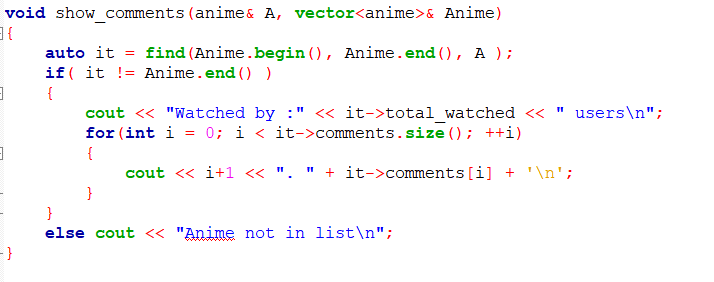 void show_comments(anime& A, vector<anime>& Anime)
{
    auto it = find(Anime.begin(), Anime.end(), A );
    if( it != Anime.end() )
    {
        cout << "Watched by :" << it->total_watched << " users\n";
        for(int i = 0; i < it->comments.size(); ++i)
        {
            cout << i+1 << ". " + it->comments[i] + '\n';
        }
    }
    else cout << "Anime not in list\n";
}